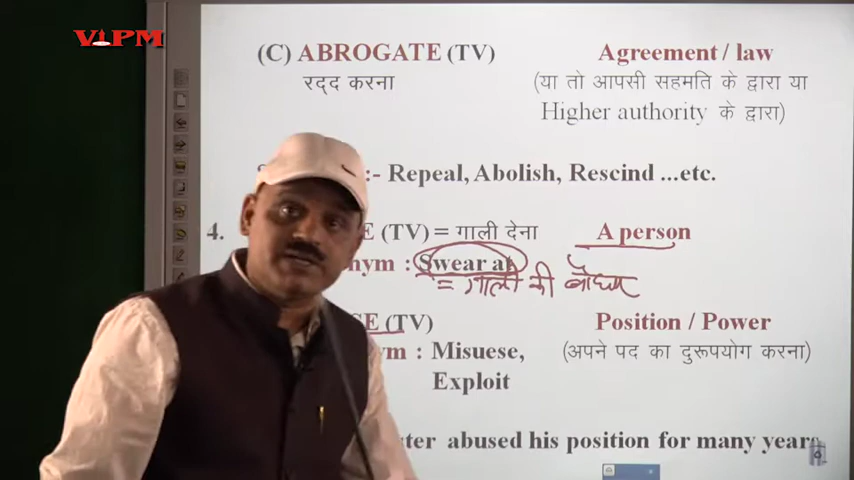 VIPM
(C) ABROGATE (TV) Agreement / law
रद्द करना (या तो आपसी सहमति के द्वारा या
Higher authority के द्वारा)
:- Repeal, Abolish, Rescind ...etc.
4. E (TV) = गाली देना A person
nym : Swear at
= गाली की बौछार
SE (TV) Position / Power
ym : Misuese, (अपने पद का दुरूपयोग करना)
Exploit
ter abused his position for many years